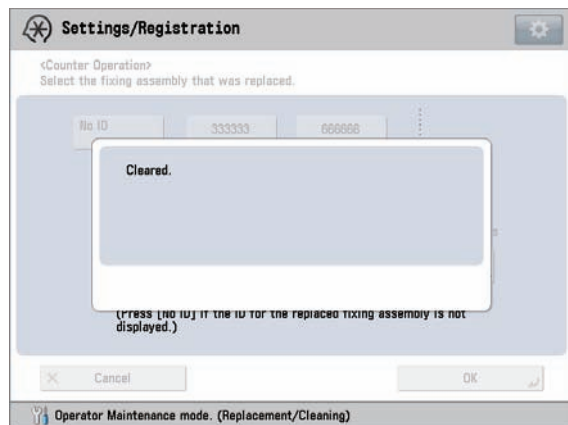 Settings/Registration
<Counter Operation>
Select the fixing assembly that was replaced.
No ID
333333
666666
Cleared.
(Press [No ID] if the ID for the replaced fixing assembly is not
displayed.)
Cancel
OK
Operator Maintenance mode. (Replacement/Cleaning)